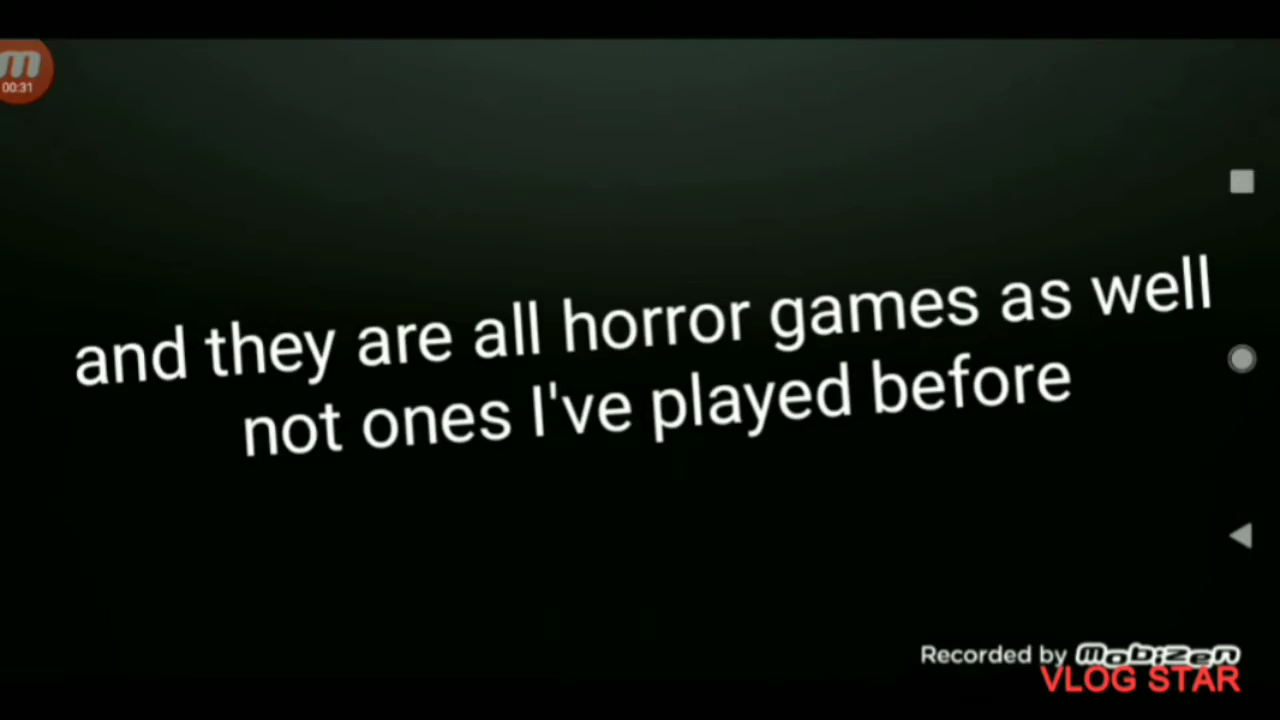 m
00:31
and they are all horror games as well
not ones I've played before
Recorded by Mobizen
VLOG STAR